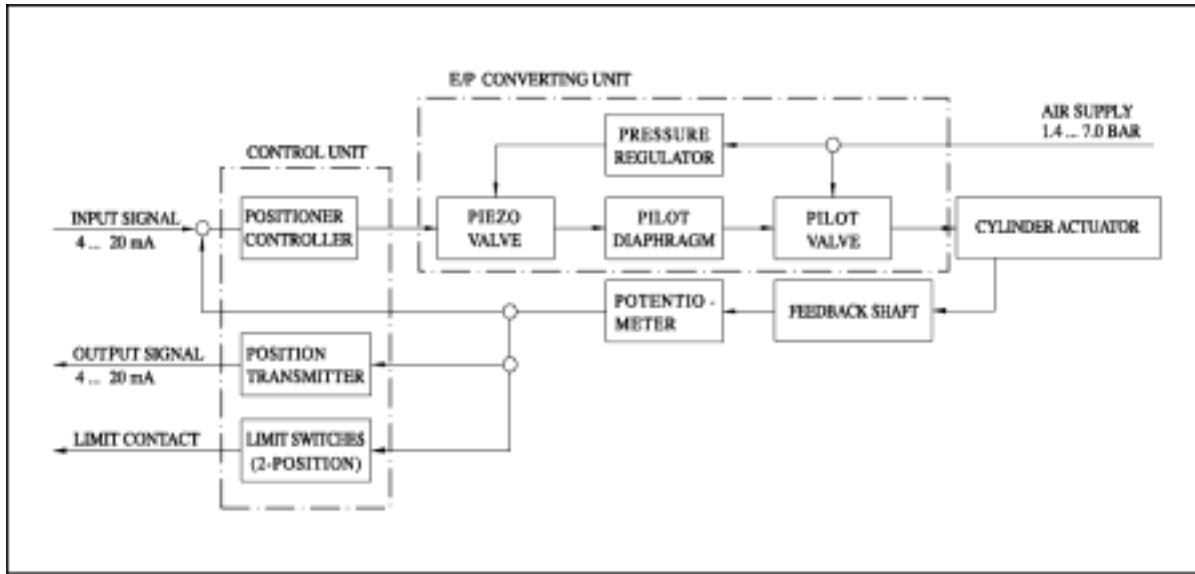 E/P CONVERTING UNIT
AIR SUPPLY
1.4 ... 7.0 BAR
PRESSURE
REGULATOR
CONTROL UNIT
INPUT SIGNAL
4 ... 20 mA
POSITIONER
CONTROLLER
PIEZO
VALVE
PILOT
DIAPHRAGM
PILOT
VALVE
CYLINDER ACTUATOR
POTENTIO -
METER
FEEDBACK SHAFT
OUTPUT SIGNAL
4 ... 20 mA
POSITION
TRANSMITTER
LIMIT CONTACT
LIMIT SWITCHES
(2-POSITION)